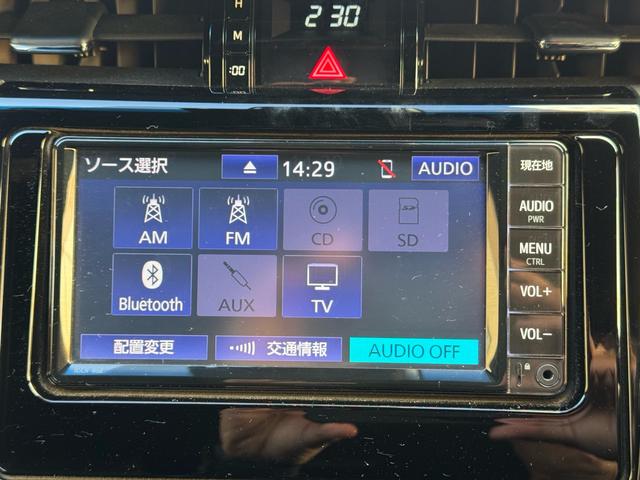 H
M
:00
2 30
ソース選択
14:29
AUDIO
AM
FM
CD
SD
Bluetooth
AUX
TV
配置変更
交通情報
AUDIO OFF
現在地
AUDIO
PWR
MENU
CTRL
VOL+
VOL-